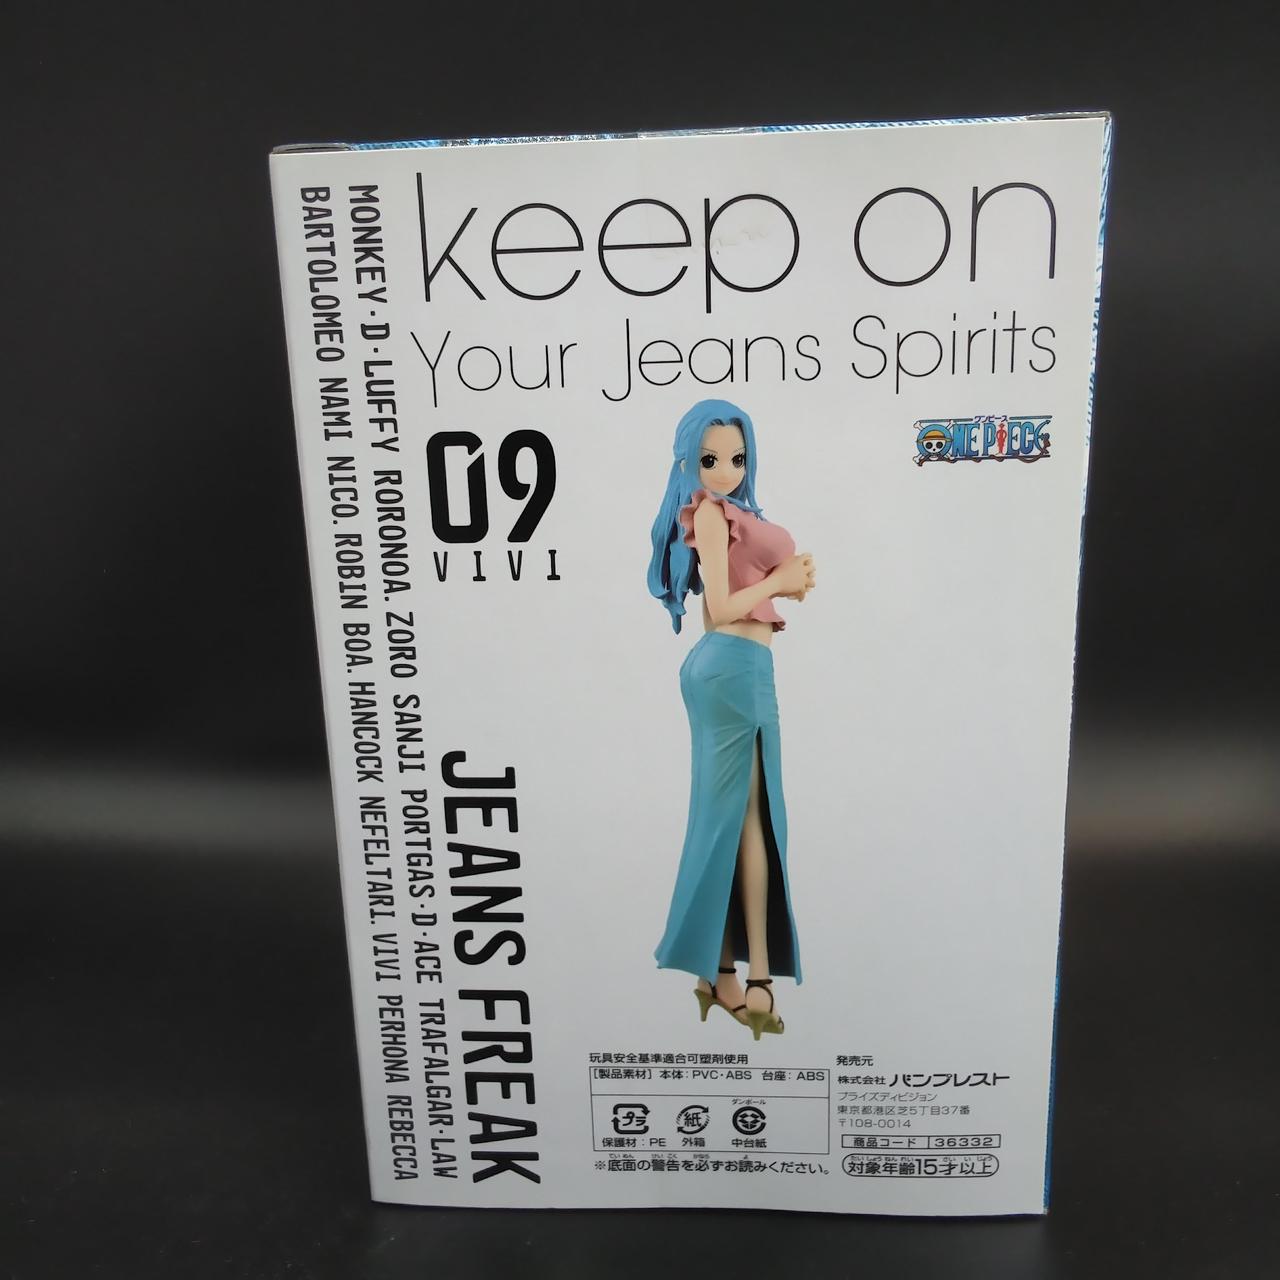 keep on
Your Jeans Spirits
ワンピース
ONE PIECE
09
VIVI
MONKEY·D·LUFFY RORONOA. ZORO SANJI PORTGAS·D·ACE TRAFALGAR·LAW
BARTOLOMEO NAMI NICO. ROBIN BOA. HANCOCK NEFELTARI. VIVI PERHONA REBECCA
JEANS FREAK
玩具安全基準適合可塑剤使用
［製品素材］本体：PVC・ABS 台座：ABS
プラ
保護材：PE
紙
外箱
ダンボール
中台紙
※底面の警告を必ずお読みください。
発売元
株式会社 バンプレスト
プライズディビジョン
東京都港区芝5丁目37番
〒108-0014
商品コード 36332
対象年齢15才以上